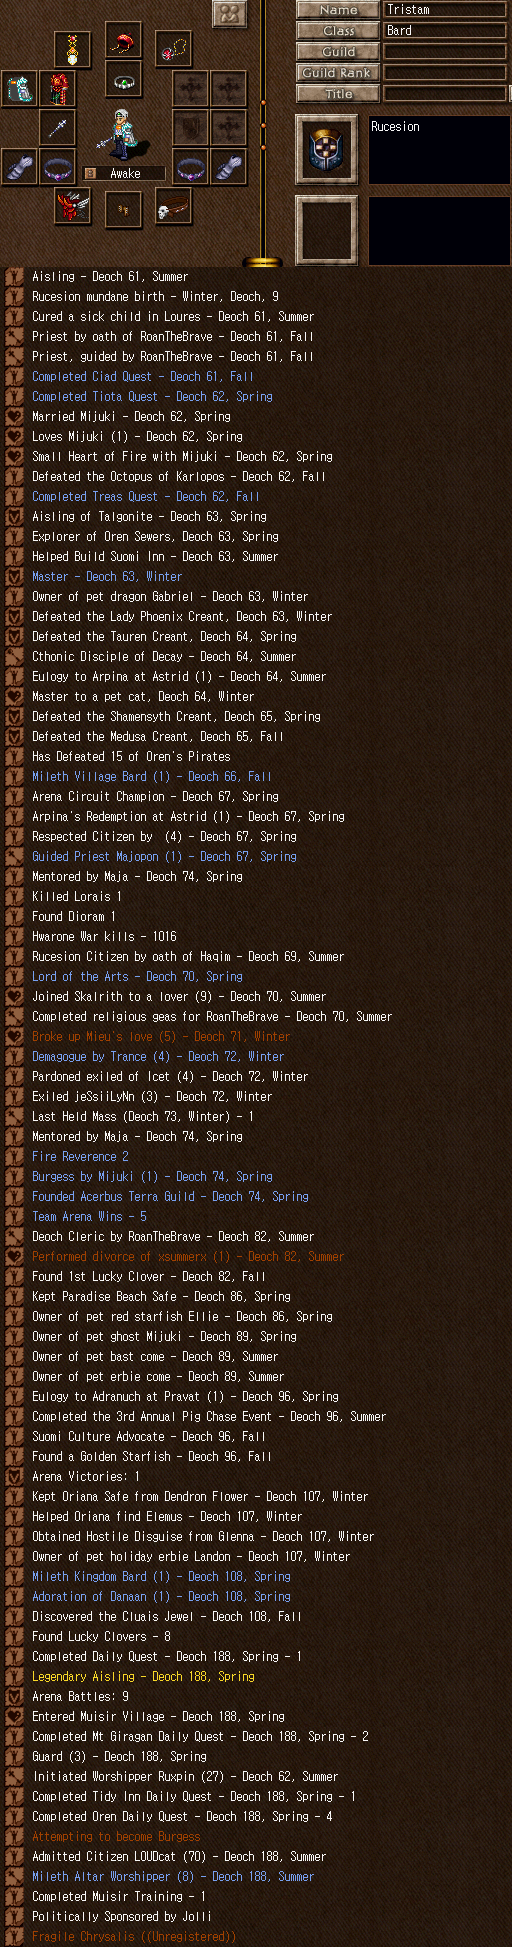 Name Tristam
Class Bard
Guild
Guild Rank
Title
Rucesion
Awake
Aisling - Deoch 61, Summer
Rucesion mundane birth - Winter, Deoch, 9
Cured a sick child in Loures - Deoch 61, Summer
Priest by oath of RoanTheBrave - Deoch 61, Fall
Priest, guided by RoanTheBrave - Deoch 61, Fall
Completed Ciad Quest - Deoch 61, Fall
Completed Tiota Quest - Deoch 62, Spring
Married Mijuki - Deoch 62, Spring
Loves Mijuki (1) - Deoch 62, Spring
Small Heart of Fire with Mijuki - Deoch 62, Spring
Defeated the Octopus of Karlopos - Deoch 62, Fall
Completed Treas Quest - Deoch 62, Fall
Aisling of Talgonite - Deoch 63, Spring
Explorer of Oren Sewers, Deoch 63, Spring
Helped Build Suomi Inn - Deoch 63, Summer
Master - Deoch 63, Winter
Owner of pet dragon Gabriel - Deoch 63, Winter
Defeated the Lady Phoenix Creant, Deoch 63, Winter
Defeated the Tauren Creant, Deoch 64, Spring
Cthonic Disciple of Decay - Deoch 64, Summer
Eulogy to Arpina at Astrid (1) - Deoch 64, Summer
Master to a pet cat, Deoch 64, Winter
Defeated the Shamensyth Creant, Deoch 65, Spring
Defeated the Medusa Creant, Deoch 65, Fall
Has Defeated 15 of Oren's Pirates
Mileth Village Bard (1) - Deoch 66, Fall
Arena Circuit Champion - Deoch 67, Spring
Arpina's Redemption at Astrid (1) - Deoch 67, Spring
Respected Citizen by  (4) - Deoch 67, Spring
Guided Priest Majopon (1) - Deoch 67, Spring
Mentored by Maja - Deoch 74, Spring
Killed Lorais 1
Found Dioram 1
Hwarone War kills - 1016
Rucesion Citizen by oath of Haqim - Deoch 69, Summer
Lord of the Arts - Deoch 70, Spring
Joined Skalrith to a lover (9) - Deoch 70, Summer
Completed religious geas for RoanTheBrave - Deoch 70, Summer
Broke up Mieu's love (5) - Deoch 71, Winter
Demagogue by Trance (4) - Deoch 72, Winter
Pardoned exiled of Icet (4) - Deoch 72, Winter
Exiled jeSsiiLyNn (3) - Deoch 72, Winter
Last Held Mass (Deoch 73, Winter) - 1
Mentored by Maja - Deoch 74, Spring
Fire Reverence 2
Burgess by Mijuki (1) - Deoch 74, Spring
Founded Acerbus Terra Guild - Deoch 74, Spring
Team Arena Wins - 5
Deoch Cleric by RoanTheBrave - Deoch 82, Summer
Performed divorce of xsummerx (1) - Deoch 82, Summer
Found 1st Lucky Clover - Deoch 82, Fall
Kept Paradise Beach Safe - Deoch 86, Spring
Owner of pet red starfish Ellie - Deoch 86, Spring
Owner of pet ghost Mijuki - Deoch 89, Spring
Owner of pet bast come - Deoch 89, Summer
Owner of pet erbie come - Deoch 89, Summer
Eulogy to Adranuch at Pravat (1) - Deoch 96, Spring
Completed the 3rd Annual Pig Chase Event - Deoch 96, Summer
Suomi Culture Advocate - Deoch 96, Fall
Found a Golden Starfish - Deoch 96, Fall
Arena Victories: 1
Kept Oriana Safe from Dendron Flower - Deoch 107, Winter
Helped Oriana find Elemus - Deoch 107, Winter
Obtained Hostile Disguise from Glenna - Deoch 107, Winter
Owner of pet holiday erbie Landon - Deoch 107, Winter
Mileth Kingdom Bard (1) - Deoch 108, Spring
Adoration of Danaan (1) - Deoch 108, Spring
Discovered the Cluais Jewel - Deoch 108, Fall
Found Lucky Clovers - 8
Completed Daily Quest - Deoch 188, Spring - 1
Legendary Aisling - Deoch 188, Spring
Arena Battles: 9
Entered Muisir Village - Deoch 188, Spring
Completed Mt Giragan Daily Quest - Deoch 188, Spring - 2
Guard (3) - Deoch 188, Spring
Initiated Worshipper Ruxpin (27) - Deoch 62, Summer
Completed Tidy Inn Daily Quest - Deoch 188, Spring - 1
Completed Oren Daily Quest - Deoch 188, Spring - 4
Attempting to become Burgess
Admitted Citizen LOUDcat (70) - Deoch 188, Summer
Mileth Altar Worshipper (8) - Deoch 188, Summer
Completed Muisir Training - 1
Politically Sponsored by Jolli
Fragile Chrysalis ((Unregistered))